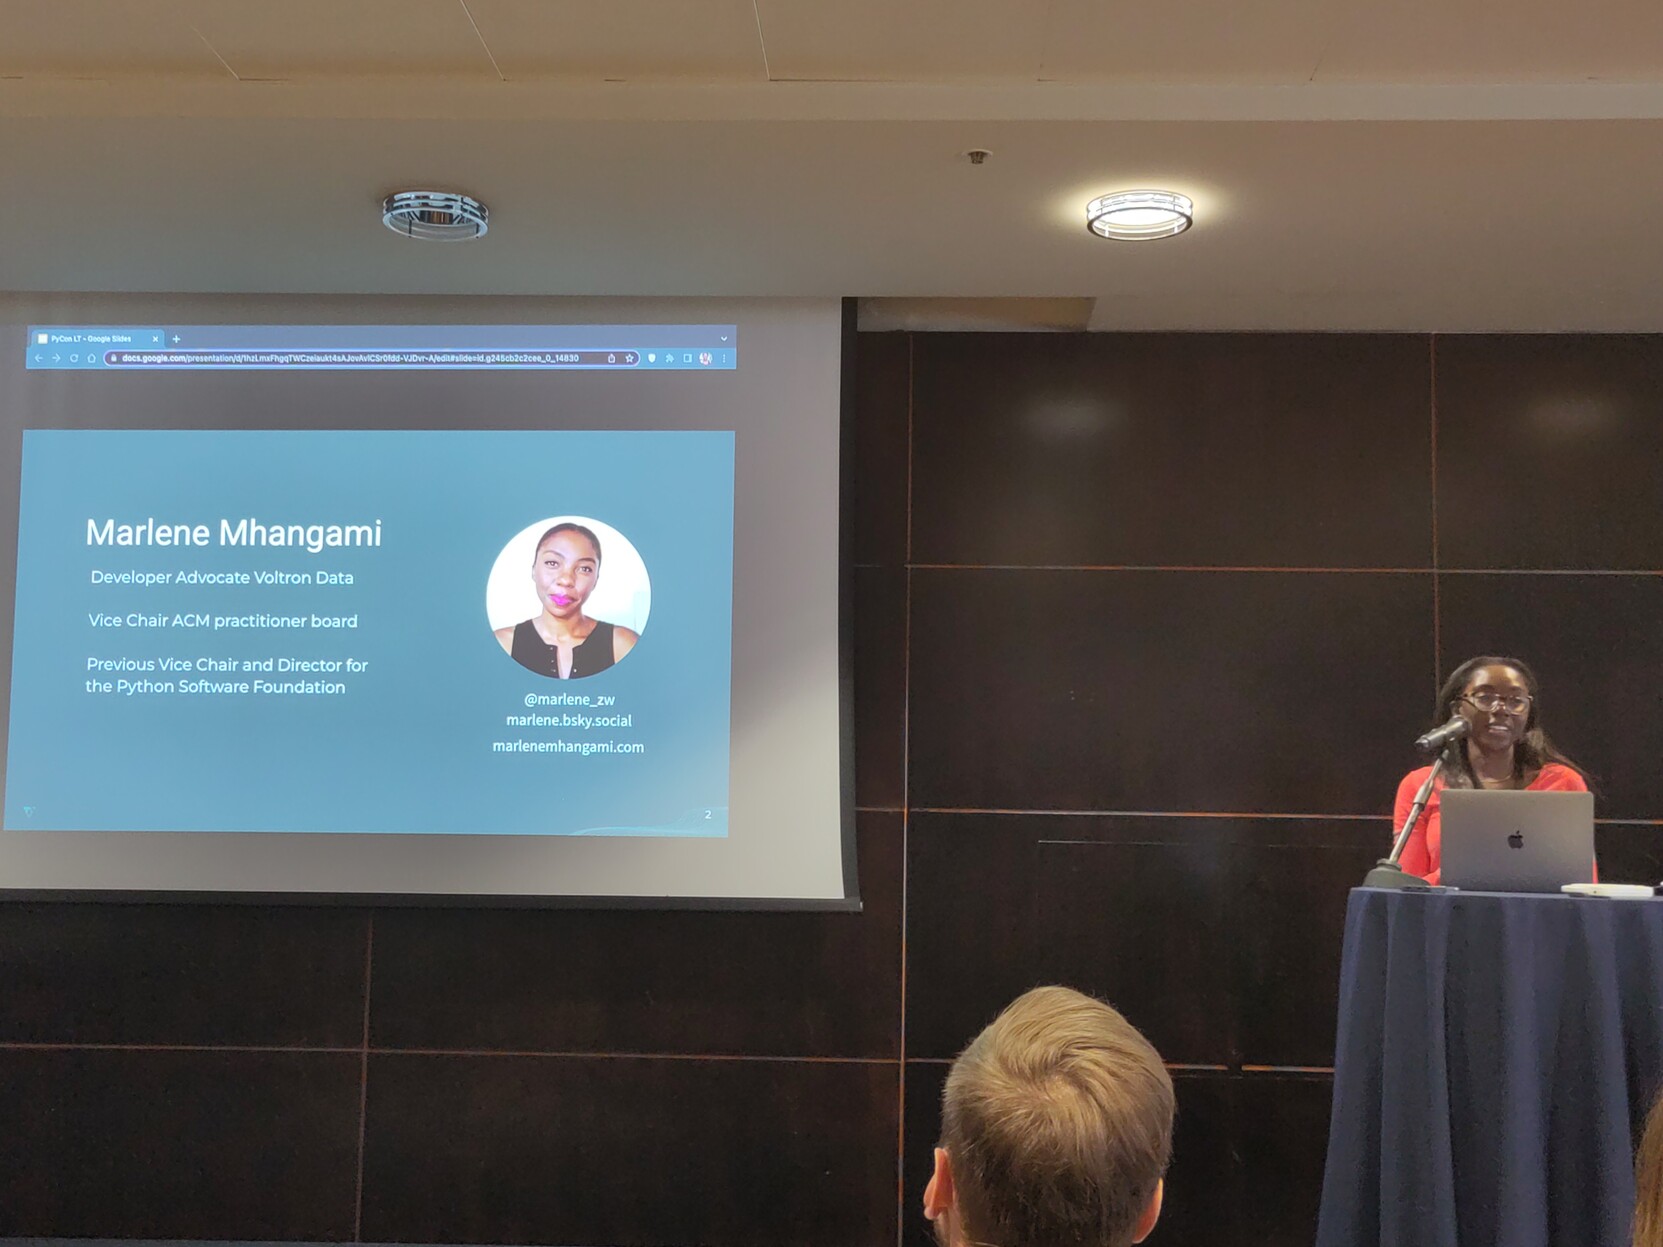 PyCon LT - Google Slides
Marlene Mhangami
Developer Advocate Voltron Data
Vice Chair ACM practitioner board
Previous Vice Chair and Director for
the Python Software Foundation
@marlene_zw
marlene.bsky.social
marlenemhangami.com
2